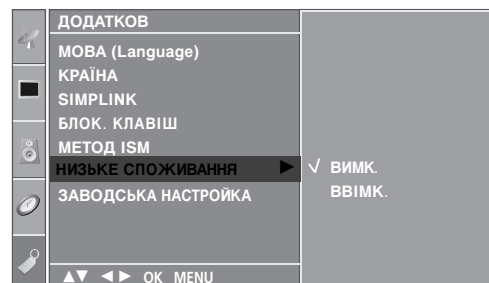 ДОДАТКОВ
МОВА (Language)
КРАЇНА
SIMPLINK
БЛОК. КЛАВІШ
МЕТОД ISM
НИЗЬКЕ СПОЖИВАННЯ ► √ ВИМК.
ВВІМК.
ЗАВОДСЬКА НАСТРОЙКА
▲▼ ◄► OK MENU